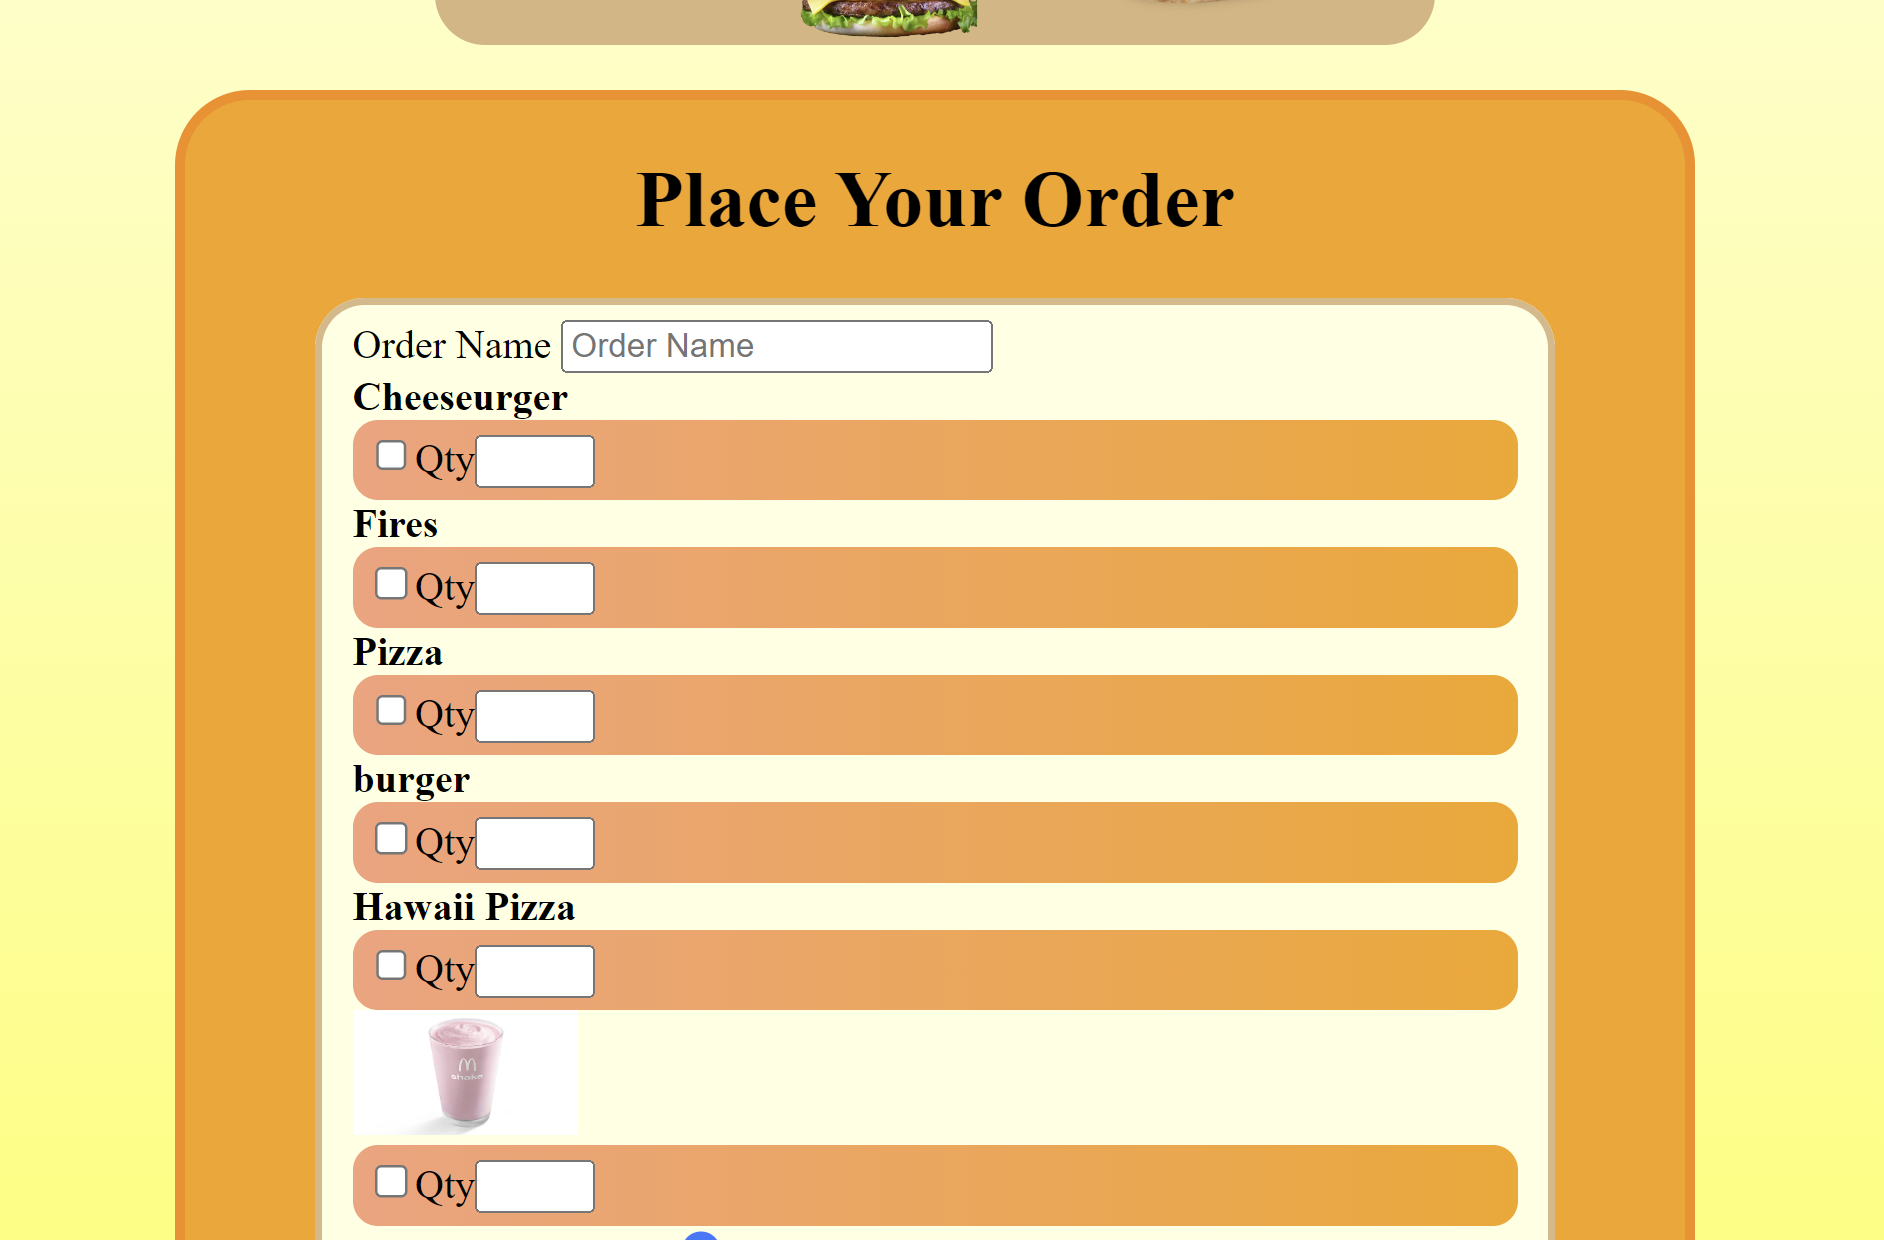 Place Your Order
Order Name Order Name
Cheeseurger
Qty
Fires
Qty
Pizza
Qty
burger
Qty
Hawaii Pizza
Qty
M
shake
Qty